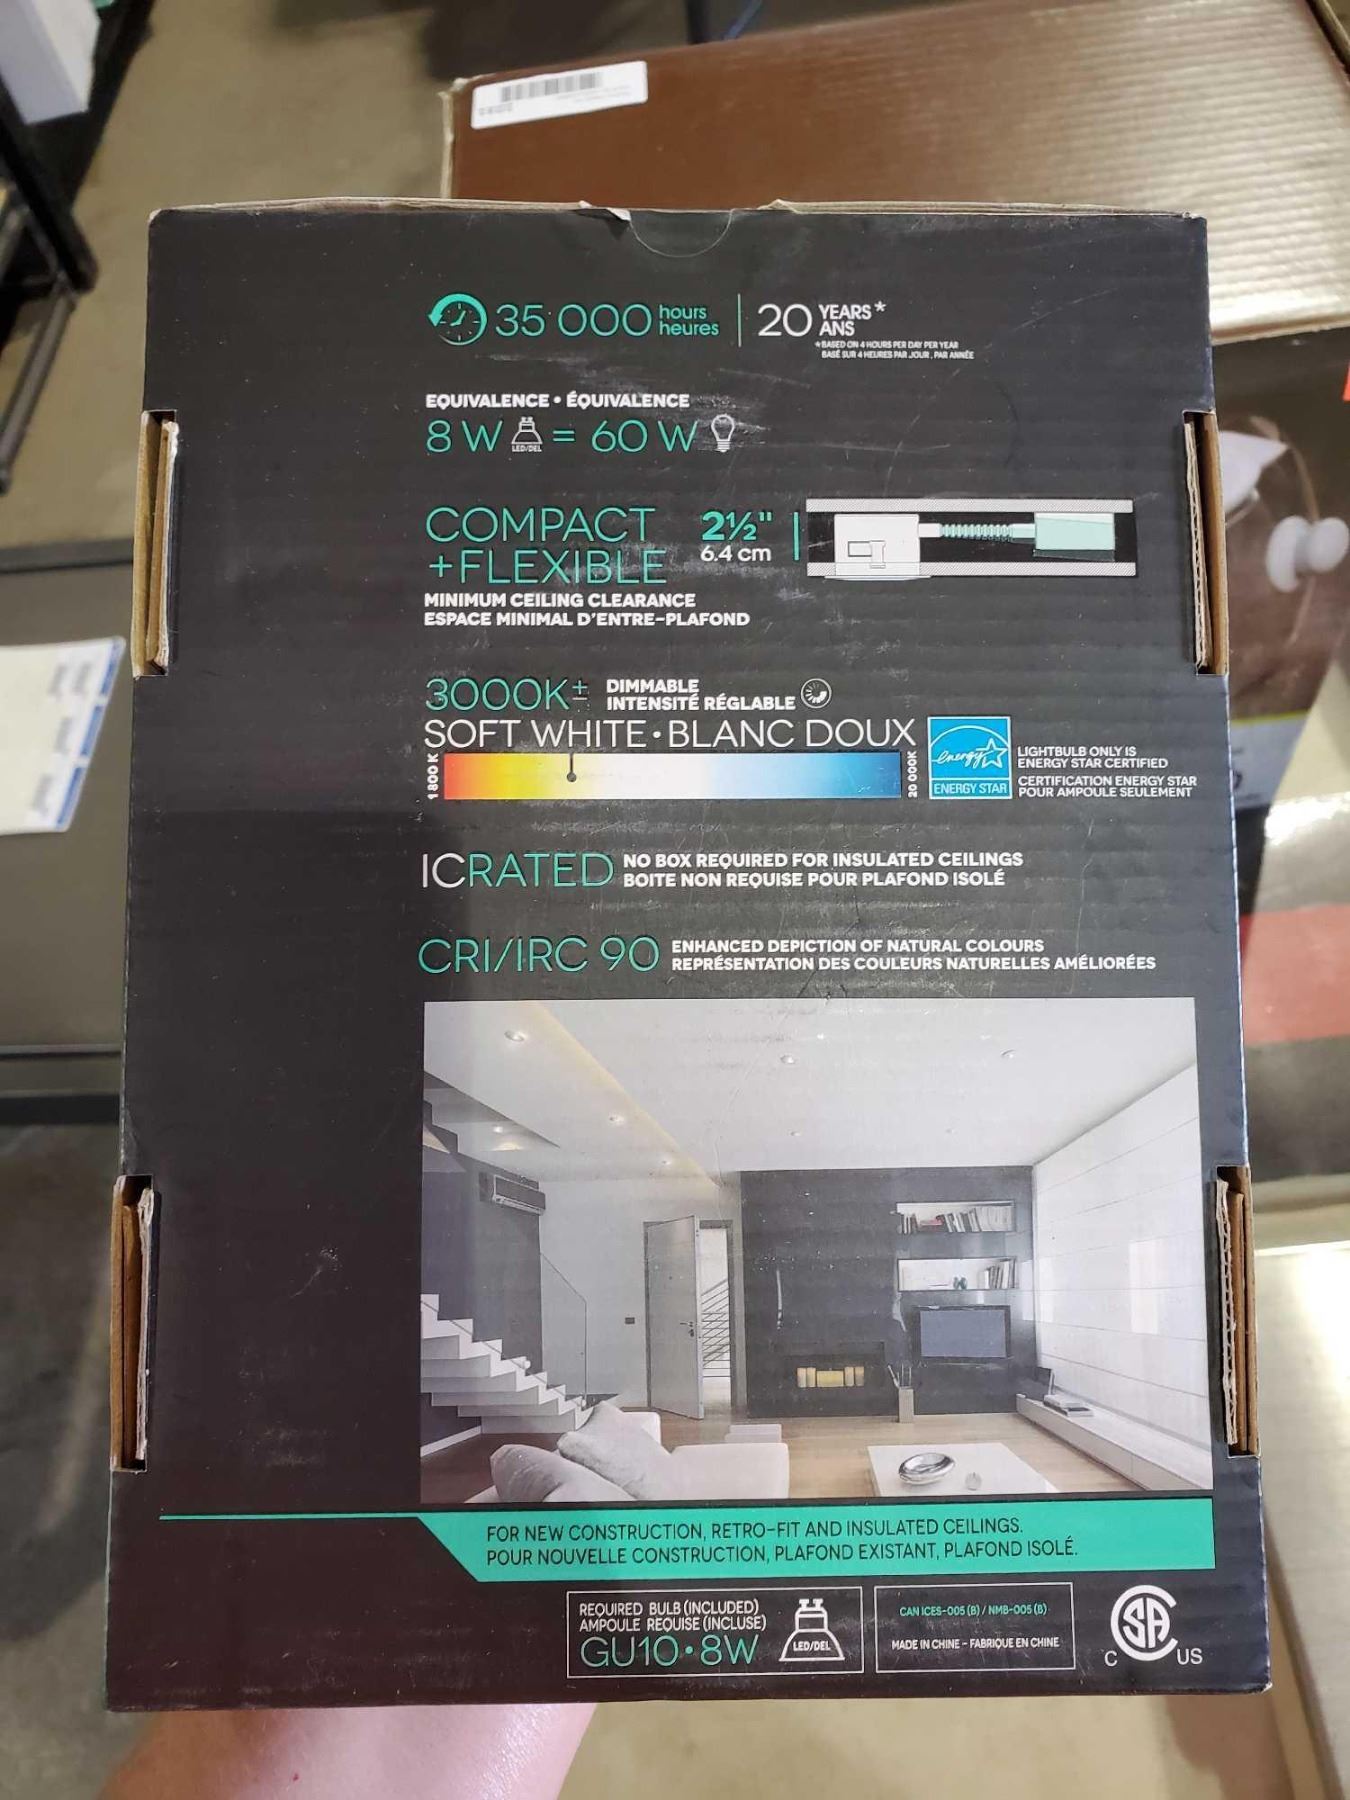 35 000 hours heures | 20 YEARS* ANS
*BASED ON 4 HOURS PER DAY PER YEAR
BASÉ SUR 4 HEURES PAR JOUR, PAR ANNÉE
EQUIVALENCE • ÉQUIVALENCE
8 W LED/DEL = 60 W
COMPACT
+FLEXIBLE
2½"
6.4 cm
MINIMUM CEILING CLEARANCE
ESPACE MINIMAL D'ENTRE-PLAFOND
3000K± DIMMABLE
INTENSITÉ RÉGLABLE
SOFT WHITE • BLANC DOUX
1 800 K
20 000K
energy
ENERGY STAR
LIGHTBULB ONLY IS
ENERGY STAR CERTIFIED
CERTIFICATION ENERGY STAR
POUR AMPOULE SEULEMENT
ICRATED NO BOX REQUIRED FOR INSULATED CEILINGS
BOITE NON REQUISE POUR PLAFOND ISOLÉ
CRI/IRC 90 ENHANCED DEPICTION OF NATURAL COLOURS
REPRÉSENTATION DES COULEURS NATURELLES AMÉLIORÉES
FOR NEW CONSTRUCTION, RETRO-FIT AND INSULATED CEILINGS.
POUR NOUVELLE CONSTRUCTION, PLAFOND EXISTANT, PLAFOND ISOLÉ.
REQUIRED BULB (INCLUDED)
AMPOULE REQUISE (INCLUSE)
GU10 • 8W
LED/DEL
CAN ICES-005 (B) / NMB-005 (B)
MADE IN CHINE - FABRIQUE EN CHINE
C SA US